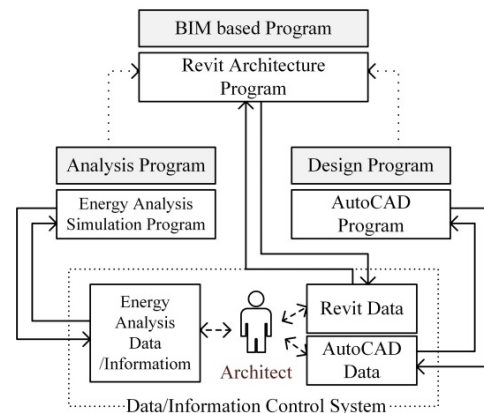 BIM based Program
Revit Architecture
Program
Analysis Program
Design Program
Energy Analysis
Simulation Program
AutoCAD
Program
Energy
Analysis
Data
/Informatiom
Architect
Revit Data
AutoCAD
Data
Data/Information Control System